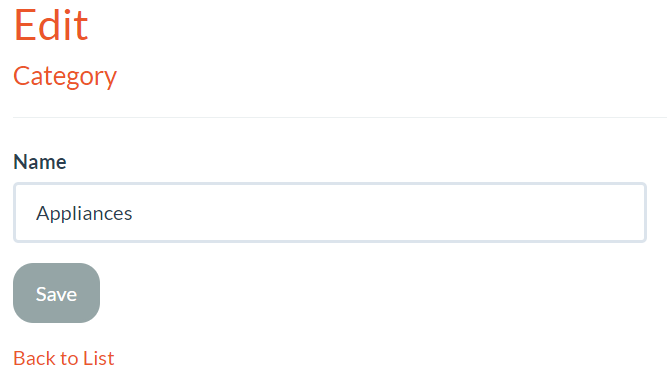 Edit
Category
Name
Appliances
Save
Back to List